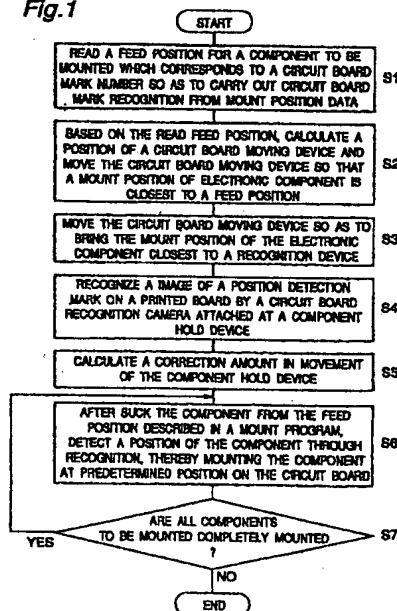 Fig.1
START
READ A FEED POSITION FOR A COMPONENT TO BE
MOUNTED WHICH CORRESPONDS TO A CIRCUIT BOARD
MARK NUMBER SO AS TO CARRY OUT CIRCUIT BOARD
MARK RECOGNITION FROM MOUNT POSITION DATA
S1
BASED ON THE READ FEED POSITION, CALCULATE A
POSITION OF A CIRCUIT BOARD MOVING DEVICE AND
MOVE THE CIRCUIT BOARD MOVING DEVICE SO THAT
A MOUNT POSITION OF ELECTRONIC COMPONENT IS
CLOSEST TO A FEED POSITION
S2
MOVE THE CIRCUIT BOARD MOVING DEVICE SO AS TO
BRING THE MOUNT POSITION OF THE ELECTRONIC
COMPONENT CLOSEST TO A RECOGNITION DEVICE
S3
RECOGNIZE A IMAGE OF A POSITION DETECTION
MARK ON A PRINTED BOARD BY A CIRCUIT BOARD
RECOGNITION CAMERA ATTACHED AT A COMPONENT
HOLD DEVICE
S4
CALCULATE A CORRECTION AMOUNT IN MOVEMENT
OF THE COMPONENT HOLD DEVICE
S5
AFTER SUCK THE COMPONENT FROM THE FEED
POSITION DESCRIBED IN A MOUNT PROGRAM,
DETECT A POSITION OF THE COMPONENT THROUGH
RECOGNITION, THEREBY MOUNTING THE COMPONENT
AT PREDETERMINED POSITION ON THE CIRCUIT BOARD
S6
ARE ALL COMPONENTS
TO BE MOUNTED COMPLETELY MOUNTED
?
S7
YES
NO
END